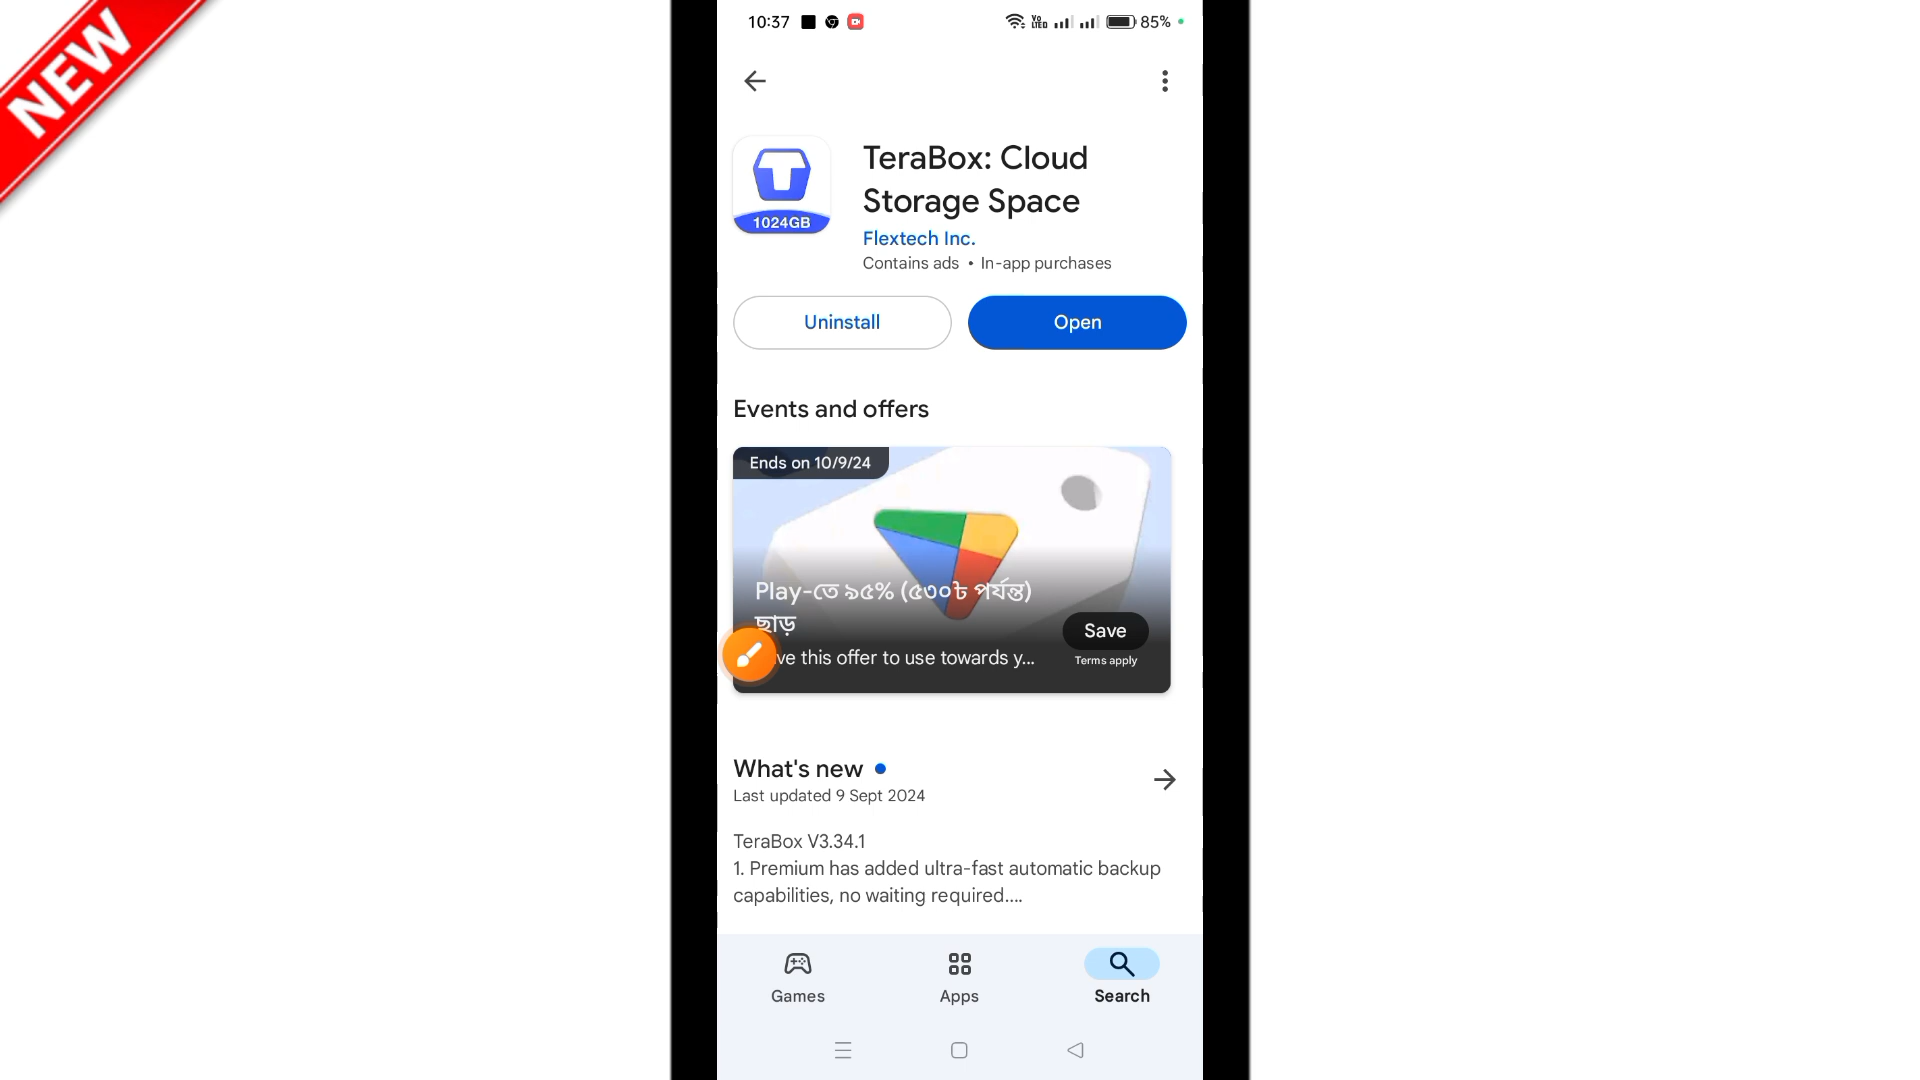 NEW
10:37
85%
TeraBox: Cloud
Storage Space
1024GB
Flextech Inc.
Contains ads • In-app purchases
Uninstall
Open
Events and offers
Ends on 10/9/24
Play-তে ৯৫% (৫৩০৳ পর্যন্ত)
ছাড়
this offer to use towards y...
Save
Terms apply
What's new
Last updated 9 Sept 2024
TeraBox V3.34.1
1. Premium has added ultra-fast automatic backup
capabilities, no waiting required....
Games
Apps
Search